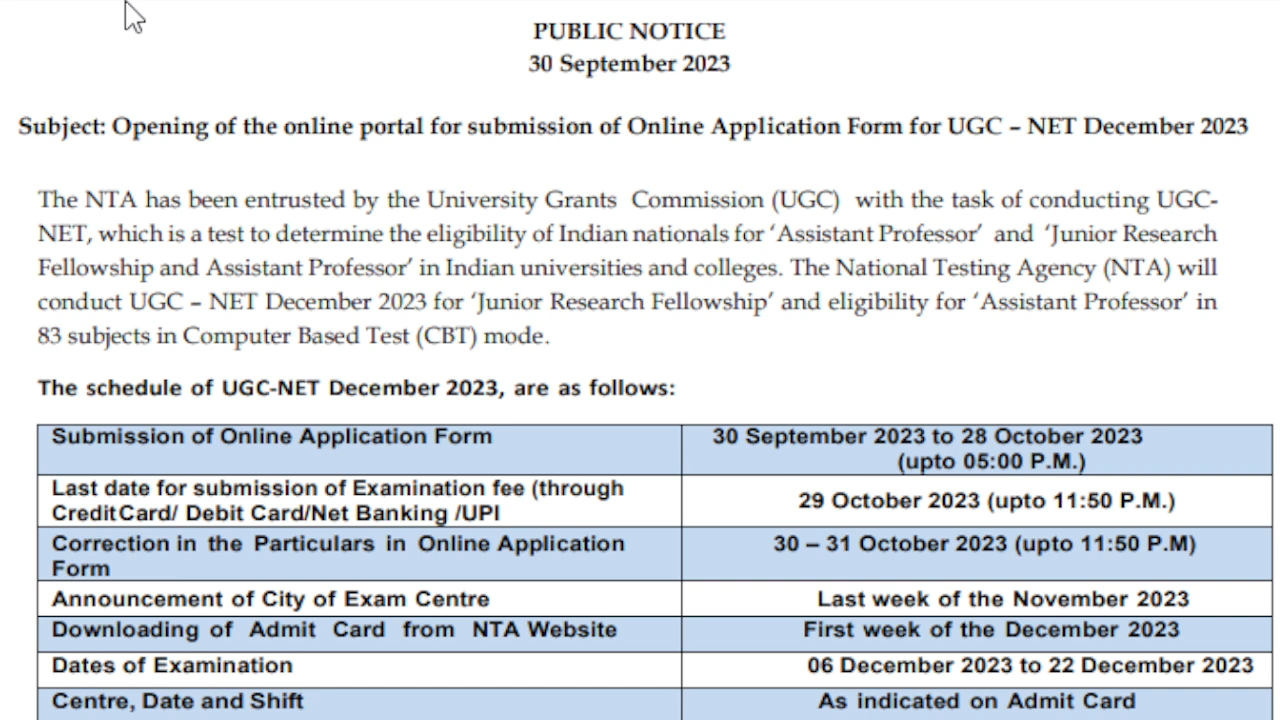 PUBLIC NOTICE
30 September 2023
Subject: Opening of the online portal for submission of Online Application Form for UGC – NET December 2023
The NTA has been entrusted by the University Grants Commission (UGC) with the task of conducting UGC-
NET, which is a test to determine the eligibility of Indian nationals for ‘Assistant Professor’ and ‘Junior Research
Fellowship and Assistant Professor’ in Indian universities and colleges. The National Testing Agency (NTA) will
conduct UGC – NET December 2023 for ‘Junior Research Fellowship’ and eligibility for ‘Assistant Professor’ in
83 subjects in Computer Based Test (CBT) mode.
The schedule of UGC-NET December 2023, are as follows:
Submission of Online Application Form 30 September 2023 to 28 October 2023
(upto 05:00 P.M.)
Last date for submission of Examination fee (through
CreditCard/ Debit Card/Net Banking /UPI 29 October 2023 (upto 11:50 P.M.)
Correction in the Particulars in Online Application 30 – 31 October 2023 (upto 11:50 P.M)
Form
Announcement of City of Exam Centre Last week of the November 2023
Downloading of Admit Card from NTA Website First week of the December 2023
Dates of Examination 06 December 2023 to 22 December 2023
Centre, Date and Shift As indicated on Admit Card